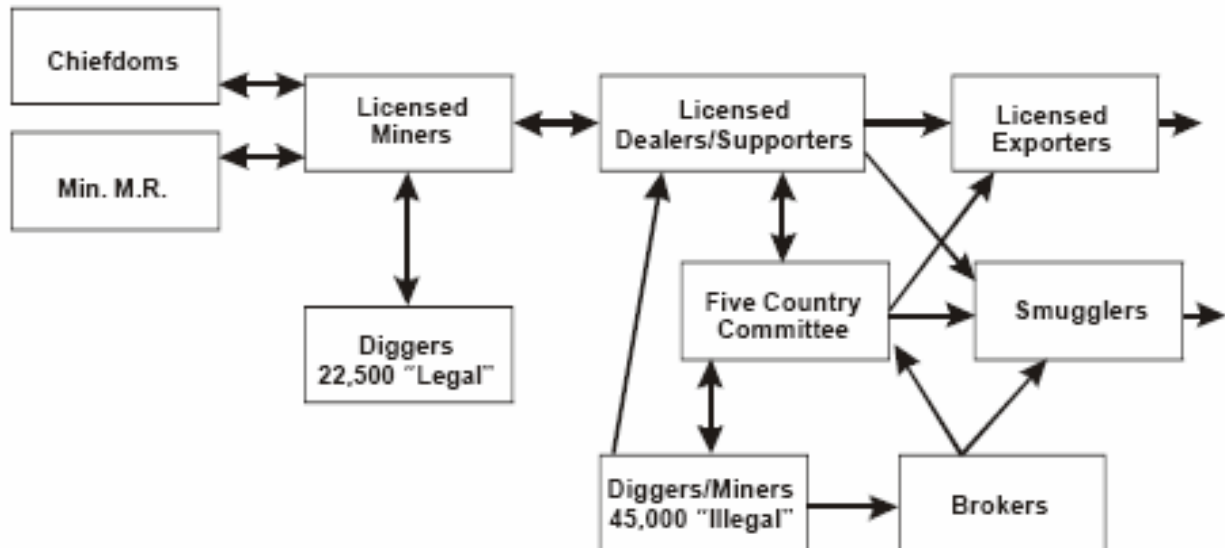 Chiefdoms
Min. M.R.
Licensed
Miners
Diggers
22,500 "Legal"
Licensed
Dealers/Supporters
Licensed
Exporters
Five Country
Committee
Smugglers
Diggers/Miners
45,000 "Illegal"
Brokers